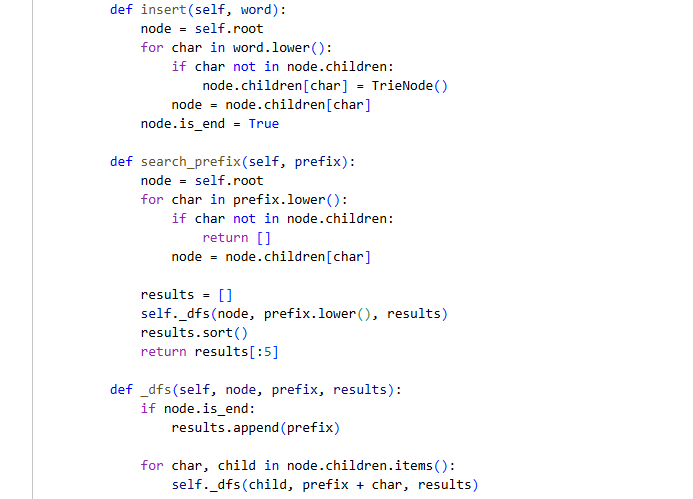 def insert(self, word):
    node = self.root
    for char in word.lower():
        if char not in node.children:
            node.children[char] = TrieNode()
        node = node.children[char]
    node.is_end = True

def search_prefix(self, prefix):
    node = self.root
    for char in prefix.lower():
        if char not in node.children:
            return []
        node = node.children[char]

    results = []
    self._dfs(node, prefix.lower(), results)
    results.sort()
    return results[:5]

def _dfs(self, node, prefix, results):
    if node.is_end:
        results.append(prefix)

    for char, child in node.children.items():
        self._dfs(child, prefix + char, results)